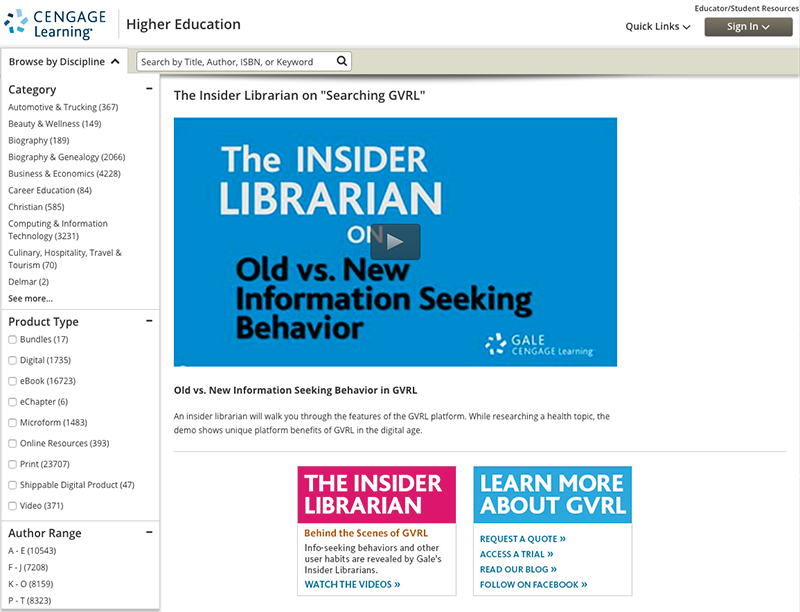 Educator/Student Resources
CENGAGE
Learning®
Higher Education
Quick Links
Sign In
Browse by Discipline
Search by Title, Author, ISBN, or Keyword
Category
Automotive & Trucking (367)
Beauty & Wellness (149)
Biography (189)
Biography & Genealogy (2066)
Business & Economics (4228)
Career Education (84)
Christian (585)
Computing & Information
Technology (3231)
Culinary, Hospitality, Travel &
Tourism (70)
Delmar (2)
See more...
Product Type
Bundles (17)
Digital (1735)
eBook (16723)
eChapter (6)
Microform (1483)
Online Resources (393)
Print (23707)
Shippable Digital Product (47)
Video (371)
Author Range
A - E (10543)
F - J (7208)
K - O (8159)
P - T (8323)
The Insider Librarian on "Searching GVRL"
The INSIDER
LIBRARIAN
ON
Old vs. New
Information Seeking
Behavior
GALE
CENGAGE Learning
Old vs. New Information Seeking Behavior in GVRL
An insider librarian will walk you through the features of the GVRL platform. While researching a health topic, the
demo shows unique platform benefits of GVRL in the digital age.
THE INSIDER
LIBRARIAN
Behind the Scenes of GVRL
Info-seeking behaviors and other
user habits are revealed by Gale's
Insider Librarians.
WATCH THE VIDEOS »
LEARN MORE
ABOUT GVRL
REQUEST A QUOTE »
ACCESS A TRIAL »
READ OUR BLOG »
FOLLOW ON FACEBOOK »